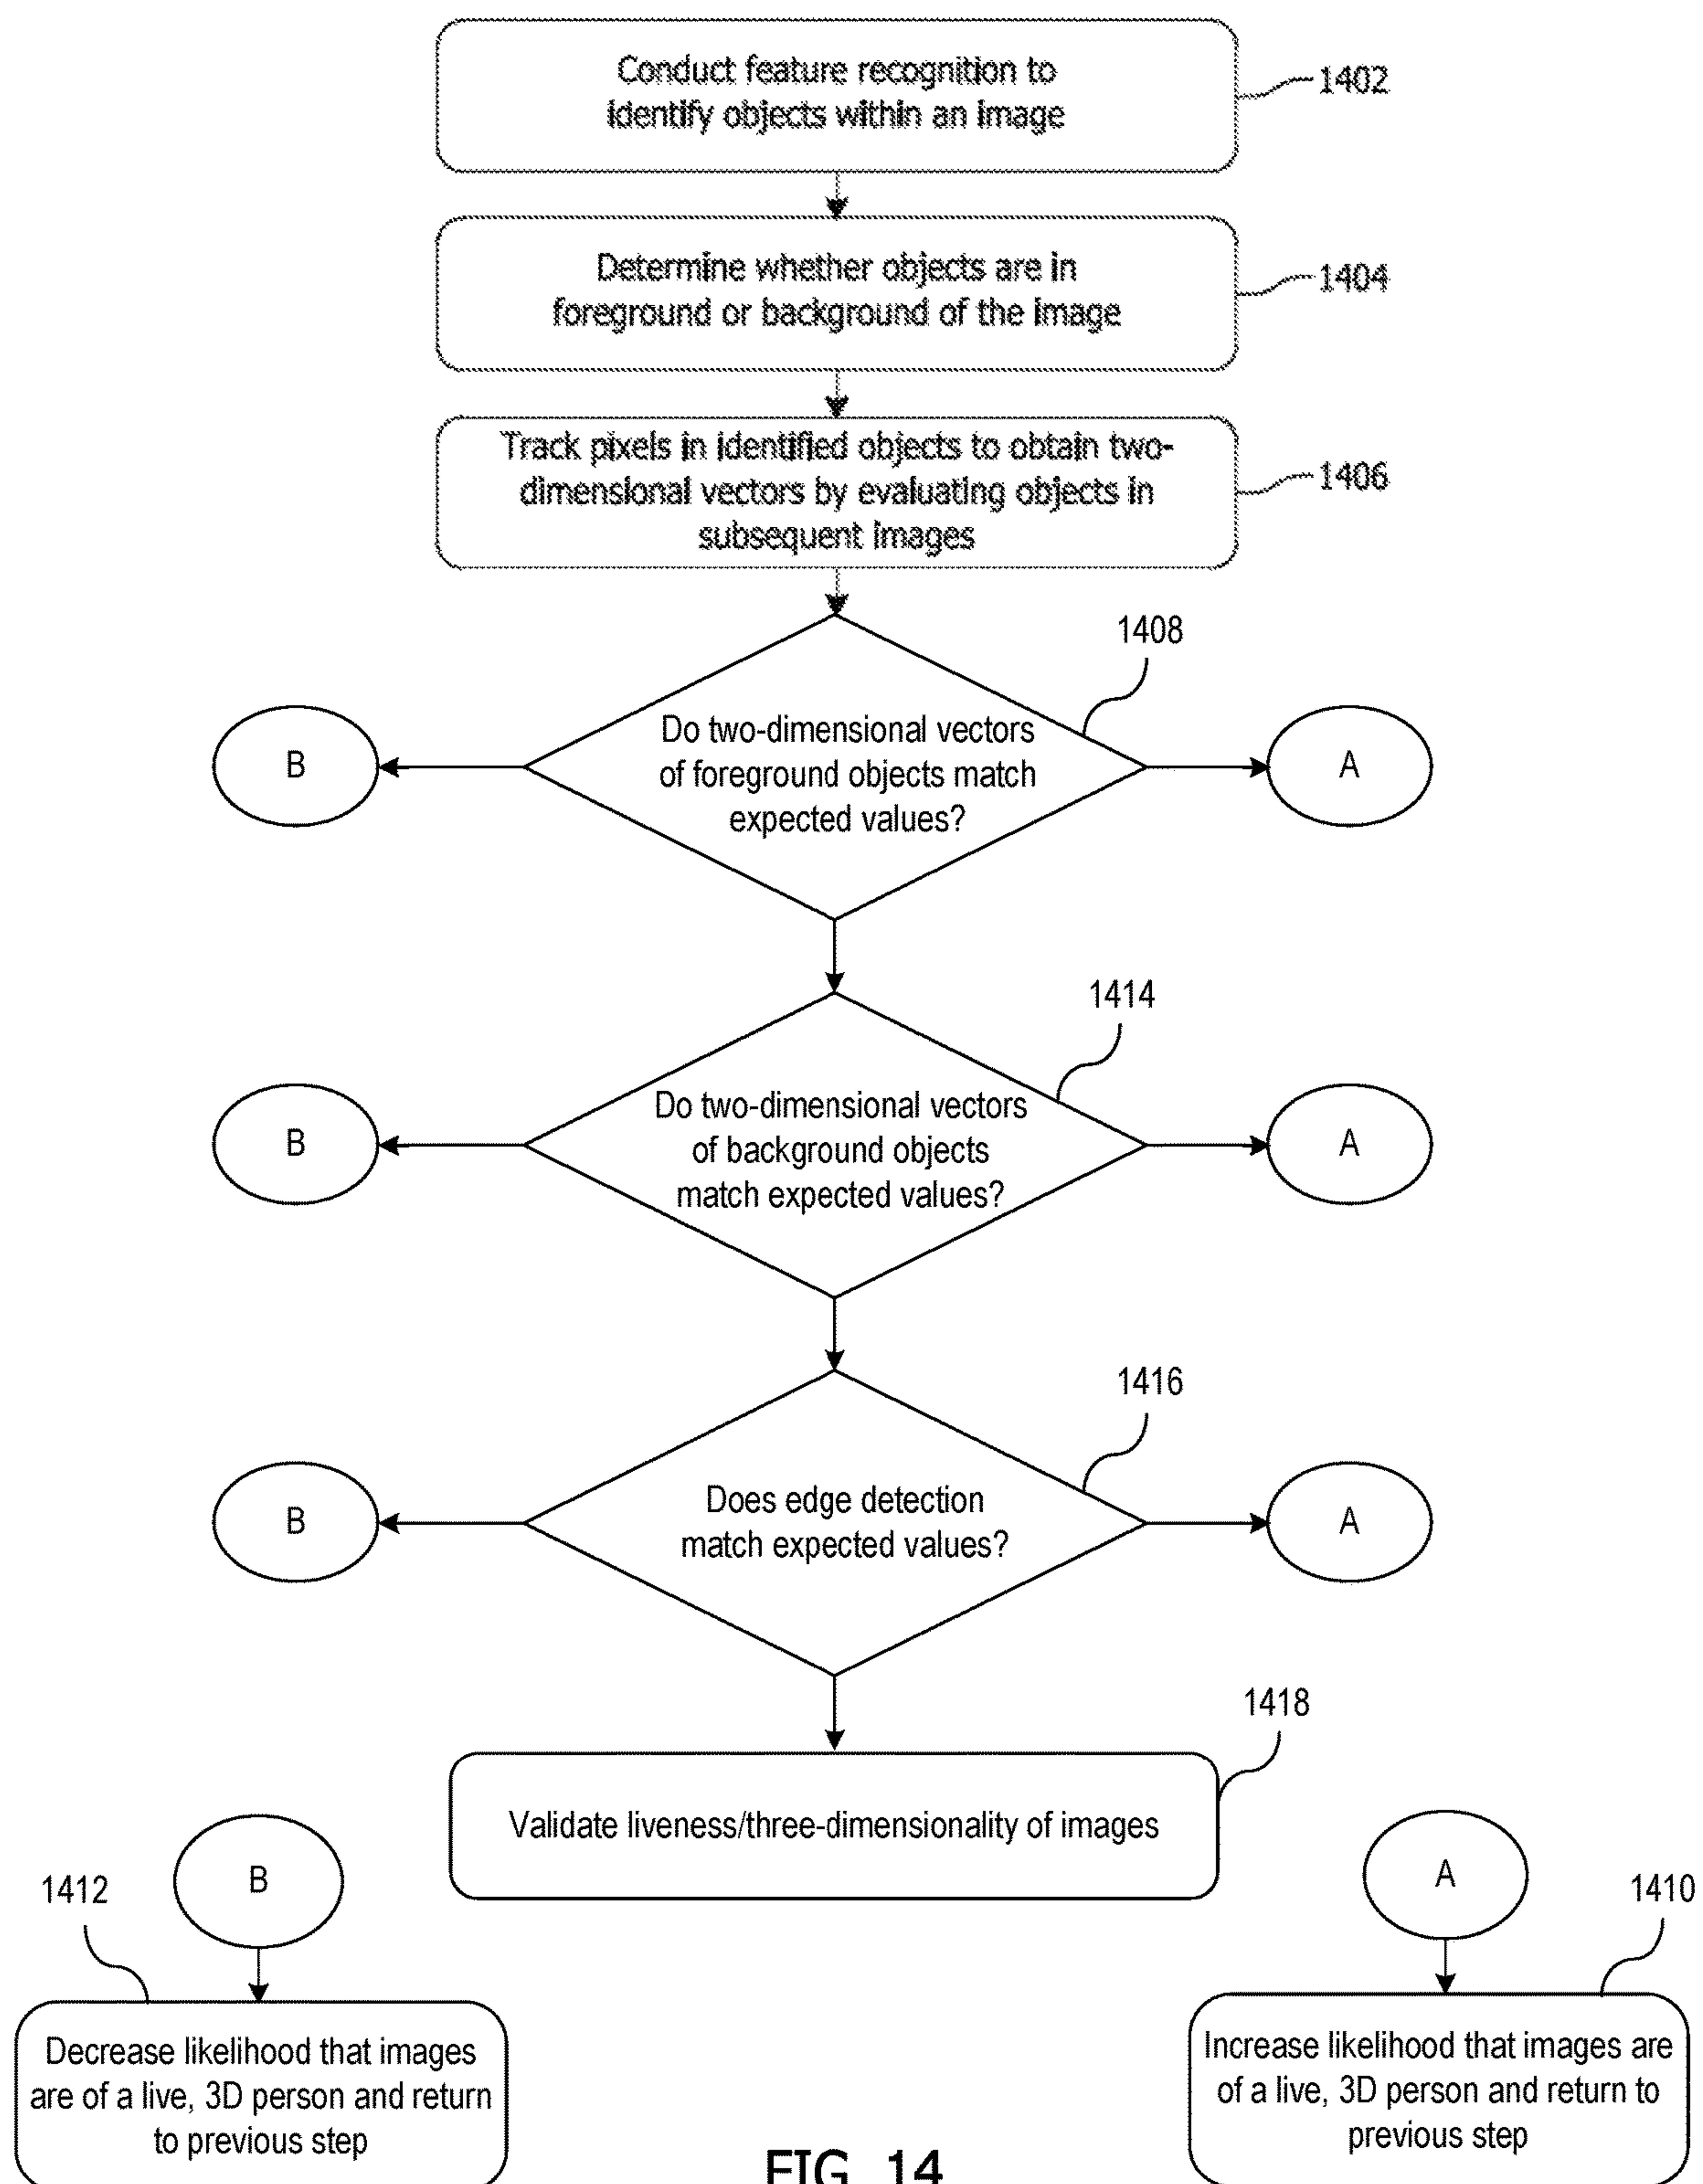 Conduct feature recognition to
identify objects within an image
1402
Determine whether objects are in
foreground or background of the image
1404
Track pixels in identified objects to obtain two-
dimensional vectors by evaluating objects in
subsequent images
1406
1408
B
Do two-dimensional vectors
of foreground objects match
expected values?
A
1414
B
Do two-dimensional vectors
of background objects
match expected values?
A
1416
B
Does edge detection
match expected values?
A
1418
Validate liveness/three-dimensionality of images
1412
B
A
1410
Decrease likelihood that images
are of a live, 3D person and return
to previous step
Increase likelihood that images are
of a live, 3D person and return to
previous step
FIG. 14